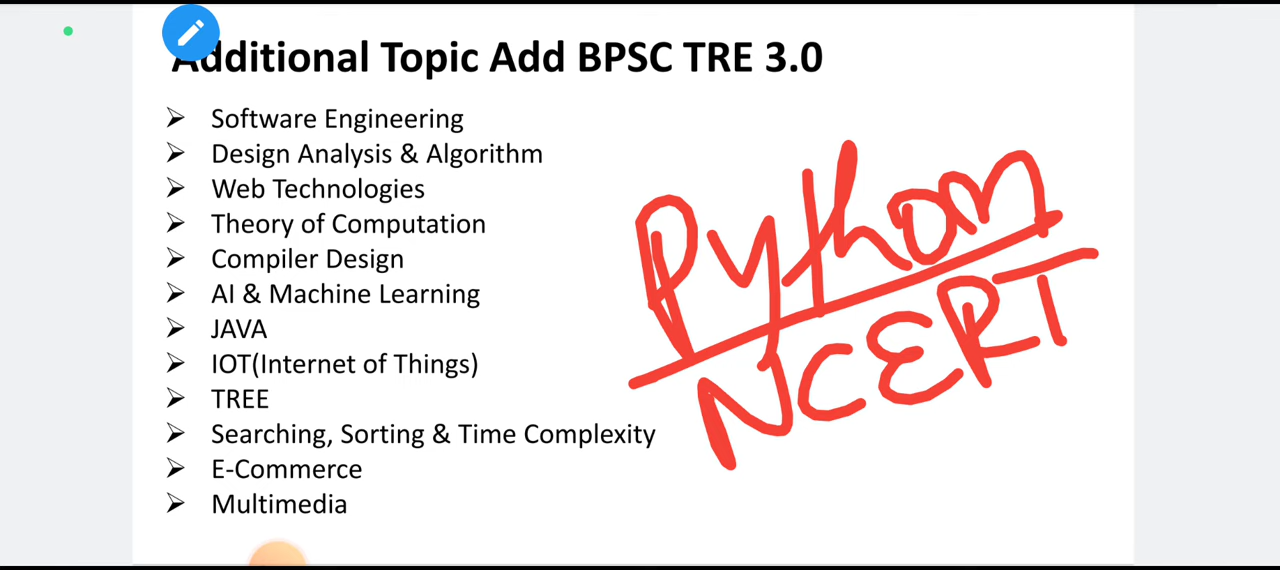 Additional Topic Add BPSC TRE 3.0
➢ Software Engineering
➢ Design Analysis & Algorithm
➢ Web Technologies
➢ Theory of Computation
➢ Compiler Design
➢ AI & Machine Learning
➢ JAVA
➢ IOT(Internet of Things)
➢ TREE
➢ Searching, Sorting & Time Complexity
➢ E-Commerce
➢ Multimedia
Python
NCERT